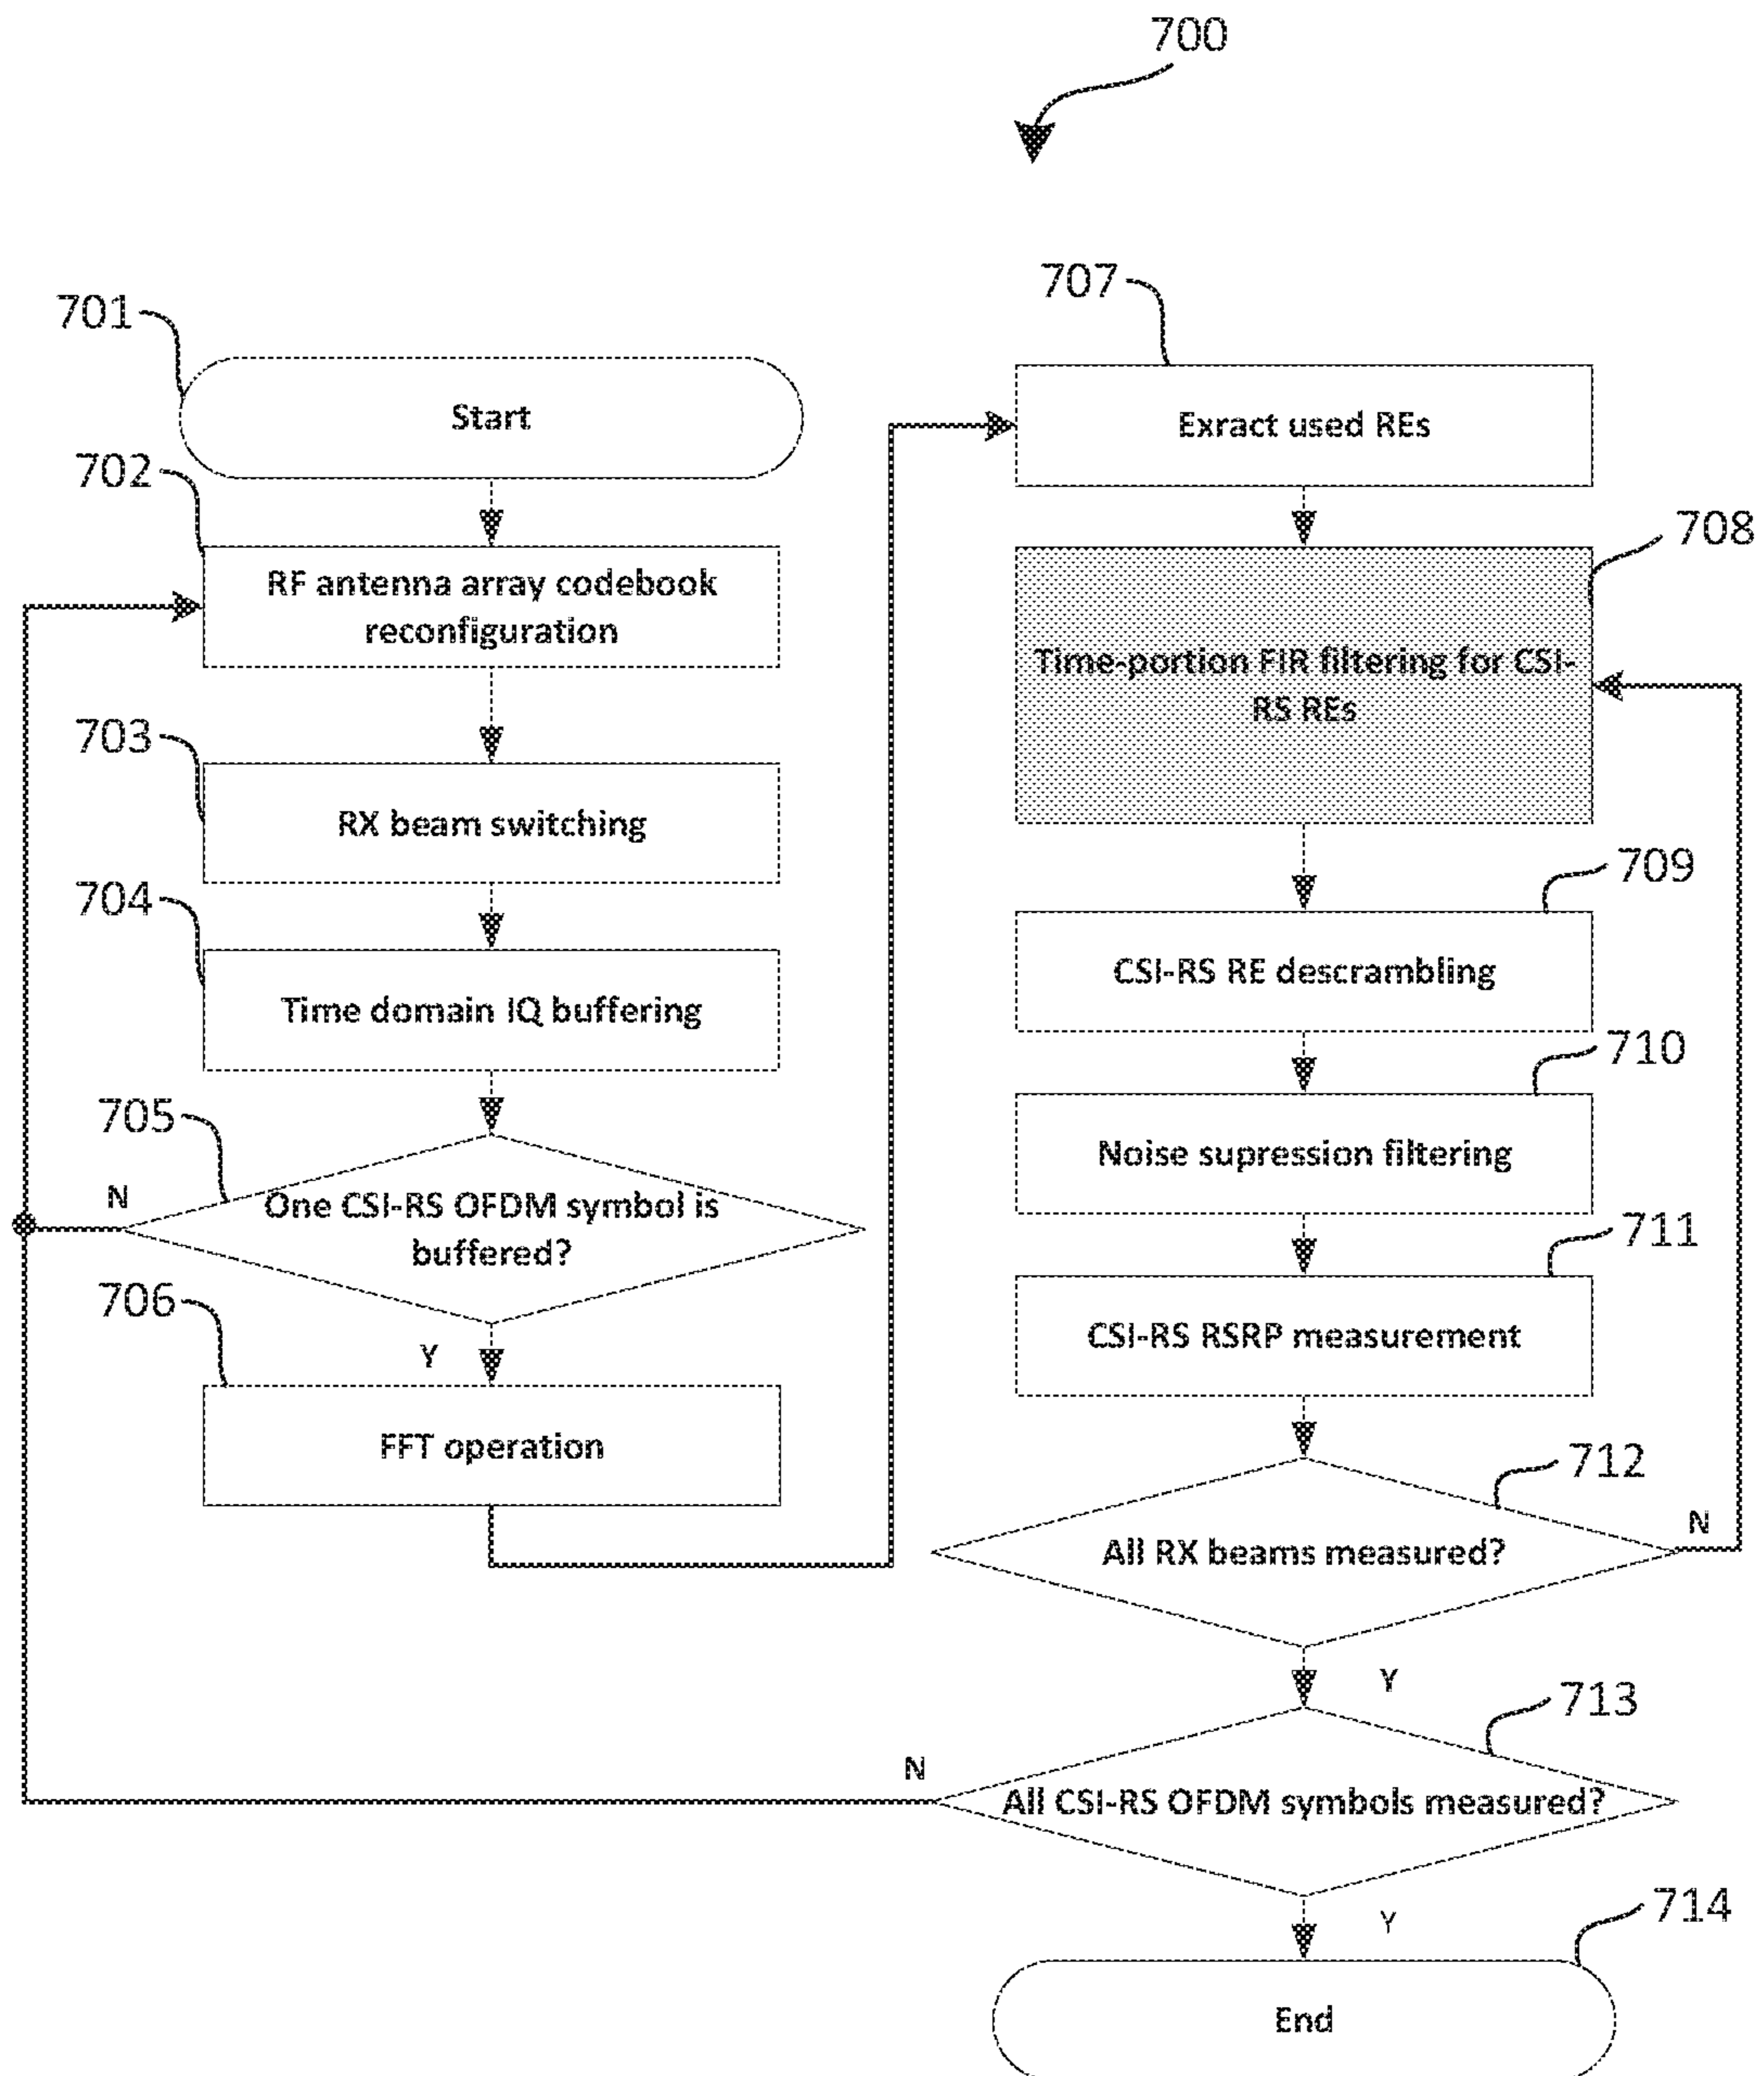 700
701
Start
702
RF antenna array codebook
reconfiguration
703
RX beam switching
704
Time domain IQ buffering
705
N
One CSI-RS OFDM symbol is
buffered?
706
Y
FFT operation
707
Exract used REs
708
Time-portion FIR filtering for CSI-
RS REs
709
CSI-RS RE descrambling
710
Noise supression filtering
711
CSI-RS RSRP measurement
712
All RX beams measured?
N
Y
713
N
All CSI-RS OFDM symbols measured?
Y
714
End